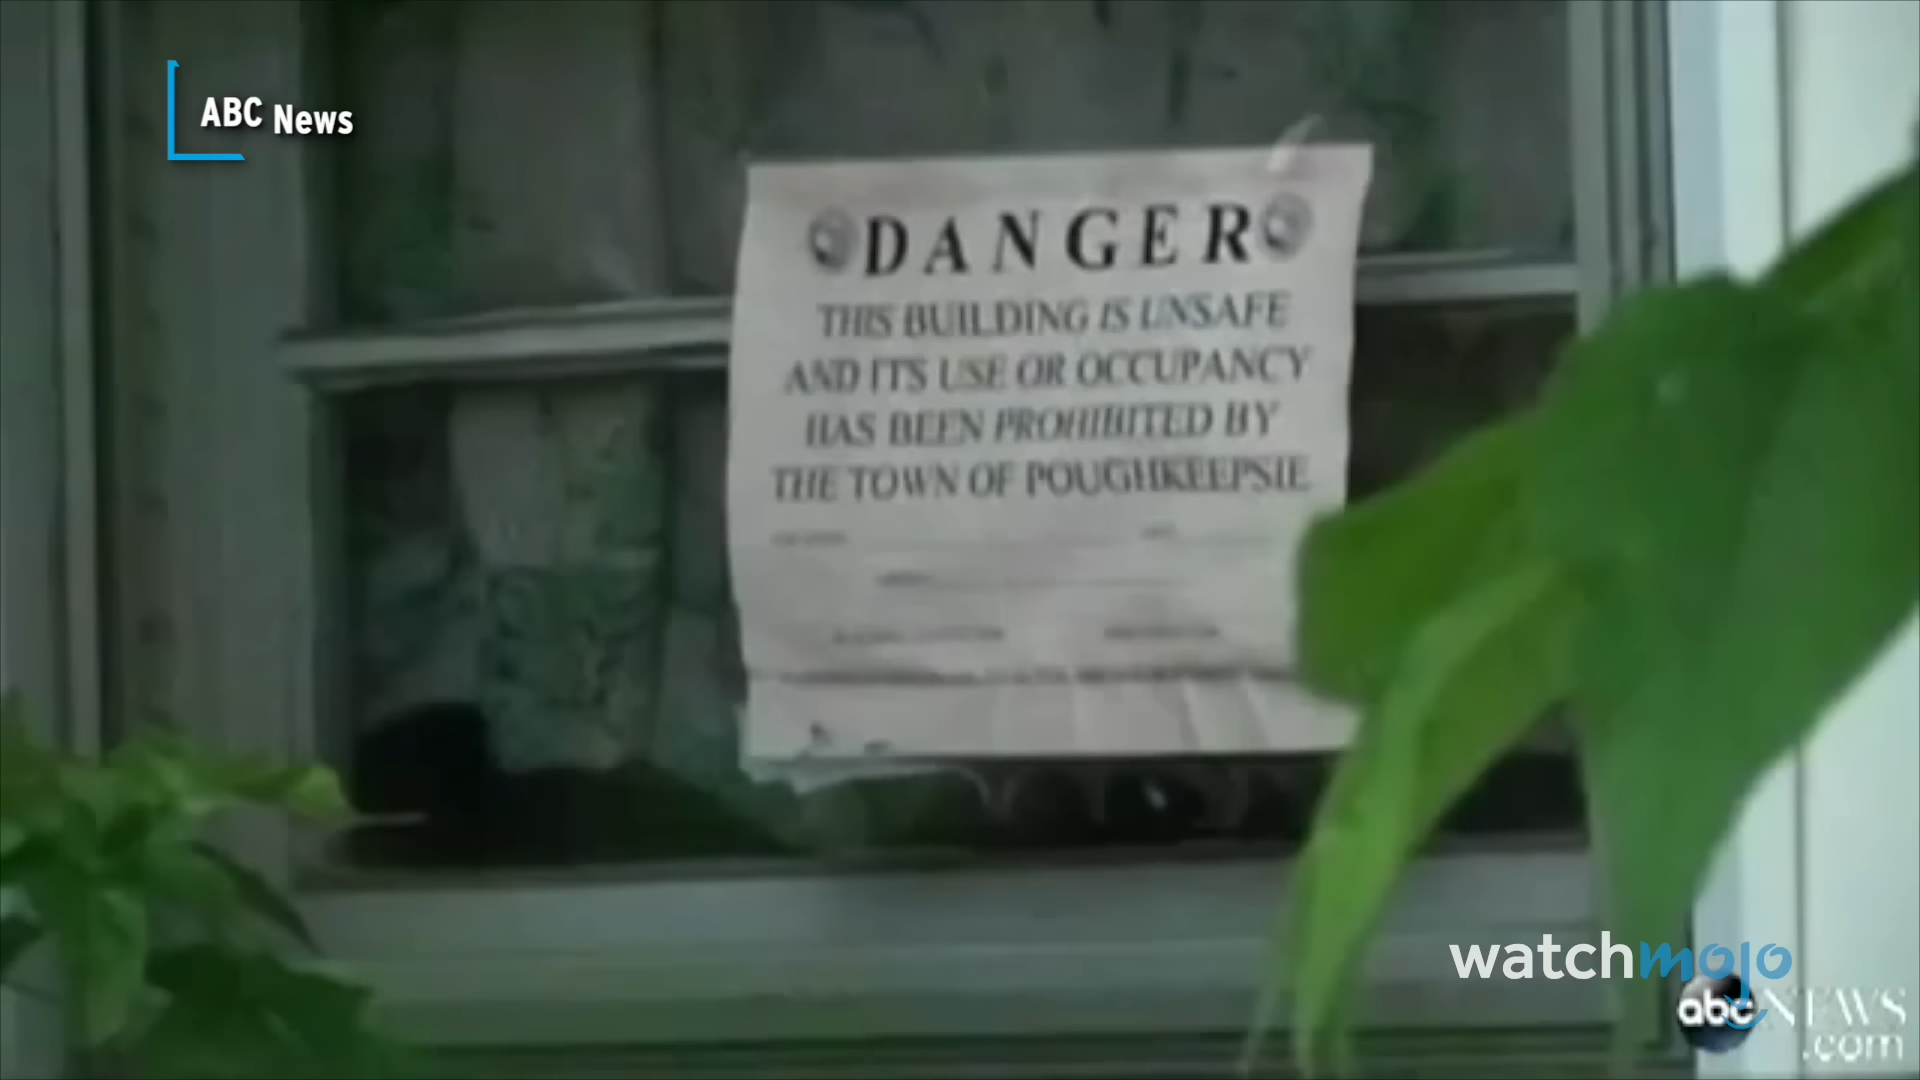 ABC News
DANGER
THIS BUILDING IS UNSAFE
AND ITS USE OR OCCUPANCY
HAS BEEN PROHIBITED BY
THE TOWN OF POUGHKEEPSIE
watchmojo
abc NEWS
.com